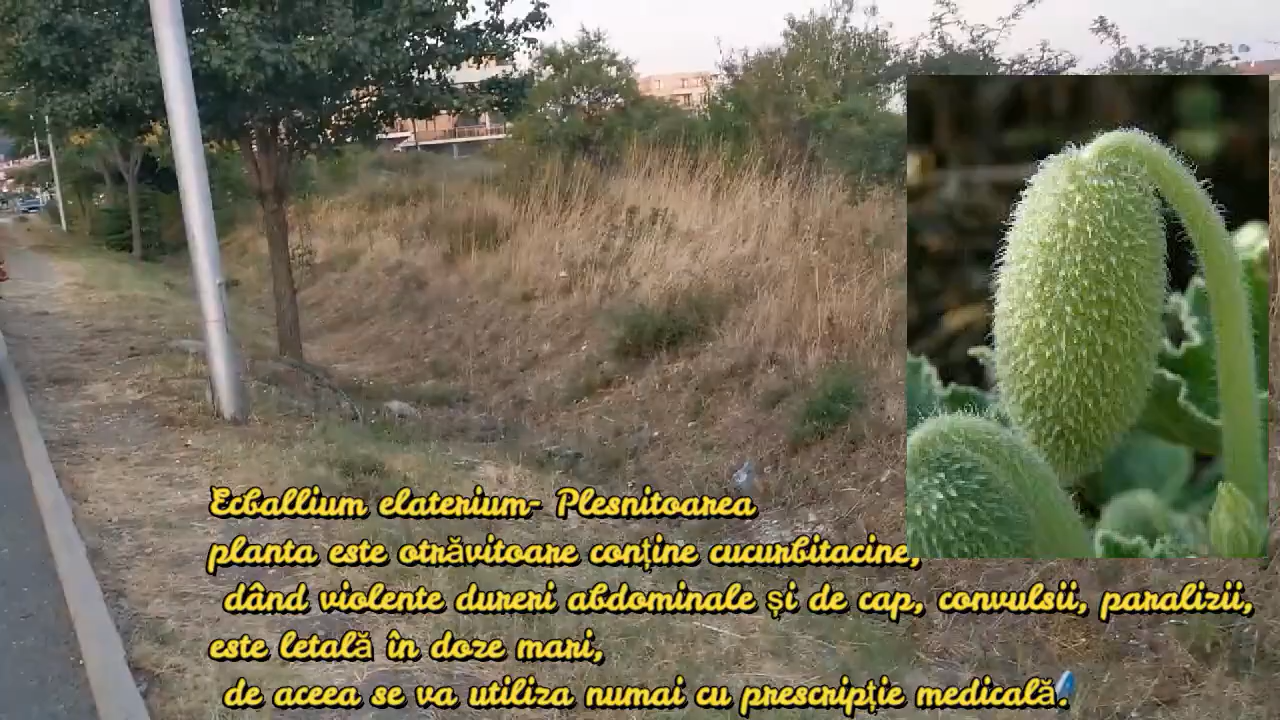 Ecballium elaterium- Plesnitoarea
planta este otrăvitoare conține cucurbitacine,
dând violente dureri abdominale și de cap, convulsii, paralizii,
este letală în doze mari,
de aceea se va utiliza numai cu prescripție medicală!